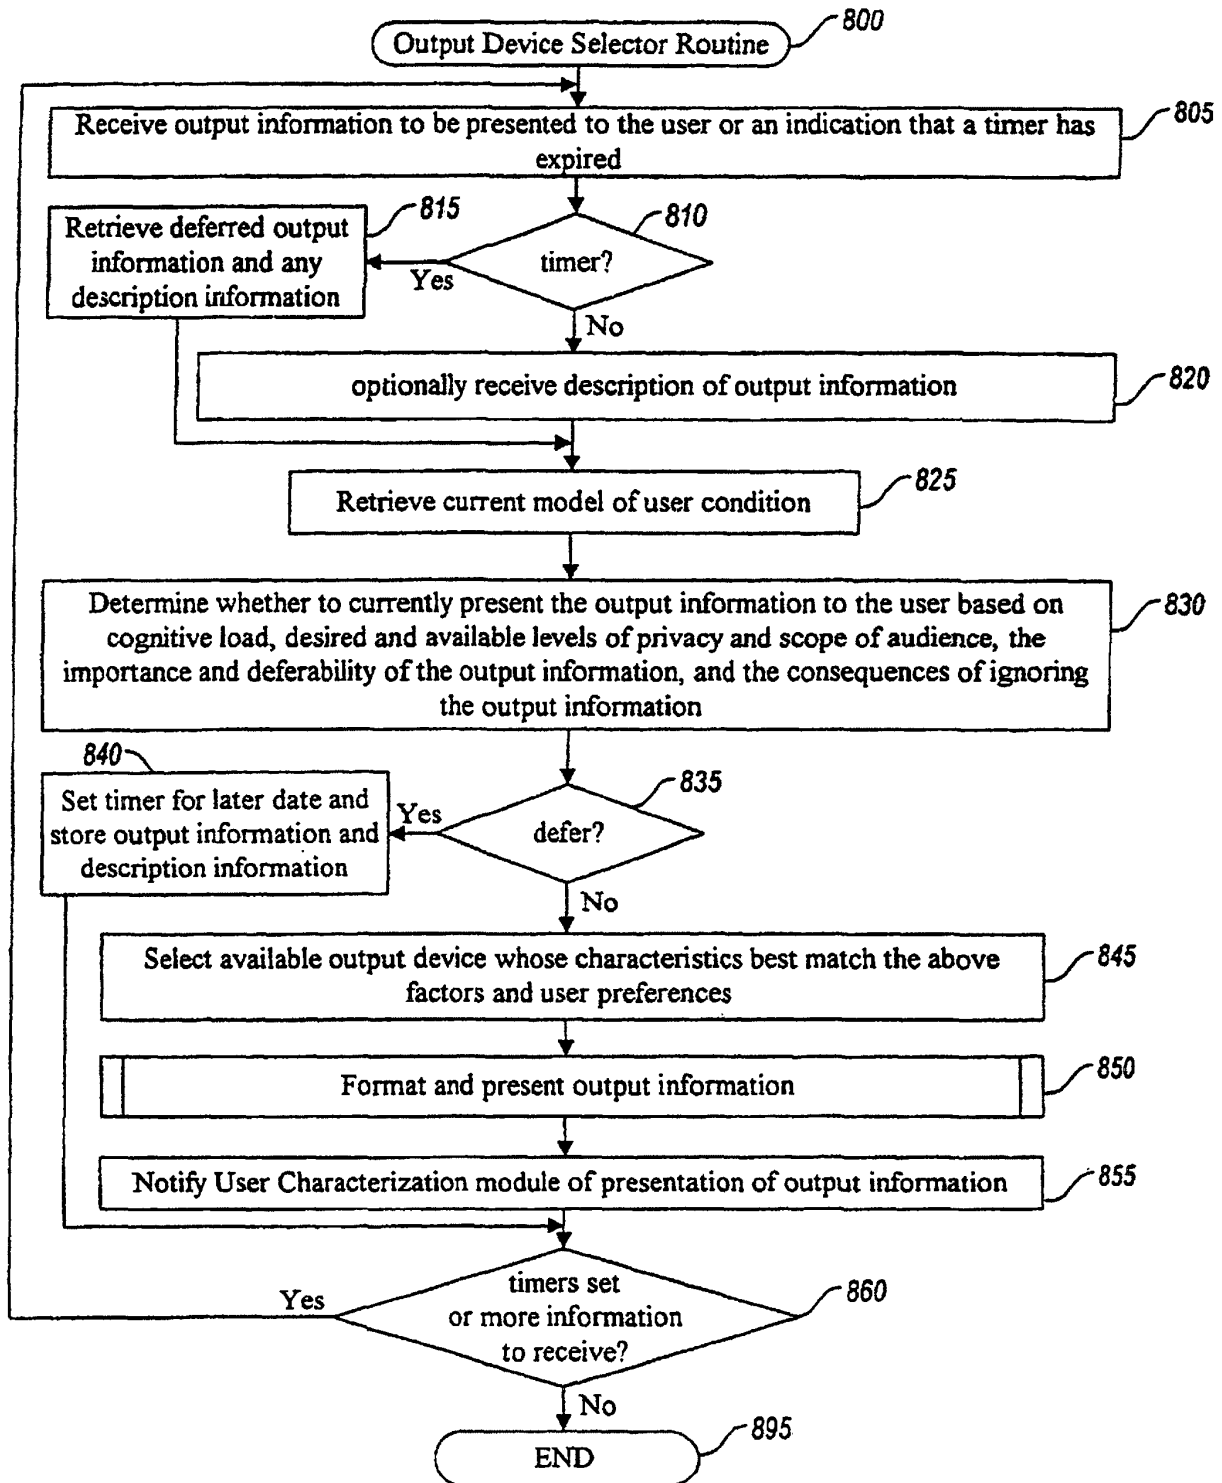 Output Device Selector Routine
800
Receive output information to be presented to the user or an indication that a timer has
expired
805
Retrieve deferred output
information and any
description information
815
timer?
810
Yes
No
optionally receive description of output information
820
Retrieve current model of user condition
825
Determine whether to currently present the output information to the user based on
cognitive load, desired and available levels of privacy and scope of audience, the
importance and deferability of the output information, and the consequences of ignoring
the output information
830
840
Set timer for later date and
store output information and
description information
Yes
defer?
835
No
Select available output device whose characteristics best match the above
factors and user preferences
845
Format and present output information
850
Notify User Characterization module of presentation of output information
855
Yes
timers set
or more information
to receive?
860
No
END
895